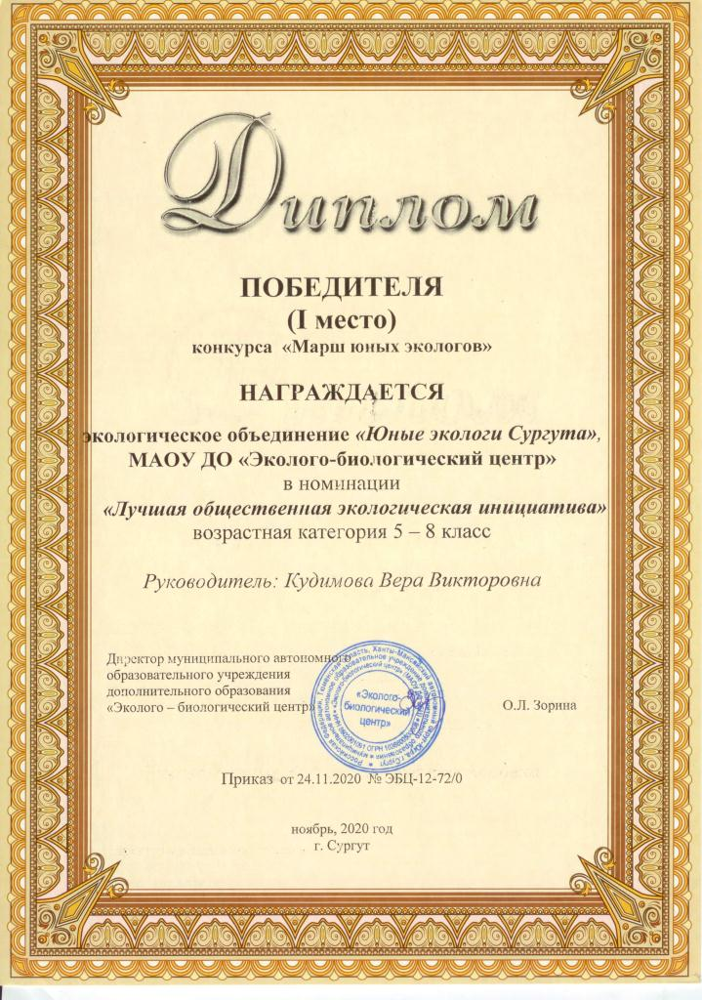 Диплом
ПОБЕДИТЕЛЯ
(I место)
конкурса «Марш юных экологов»
НАГРАЖДАЕТСЯ
экологическое объединение «Юные экологи Сургута»,
МАОУ ДО «Эколого-биологический центр»
в номинации
«Лучшая общественная экологическая инициатива»
возрастная категория 5 – 8 класс
Руководитель: Кудимова Вера Викторовна
Директор муниципального автономного
образовательного учреждения
дополнительного образования
«Эколого – биологический центр»
О.Л. Зорина
«Эколого-
биологический
центр»
Приказ от 24.11.2020 № ЭБЦ-12-72/0
ноябрь, 2020 год
г. Сургут